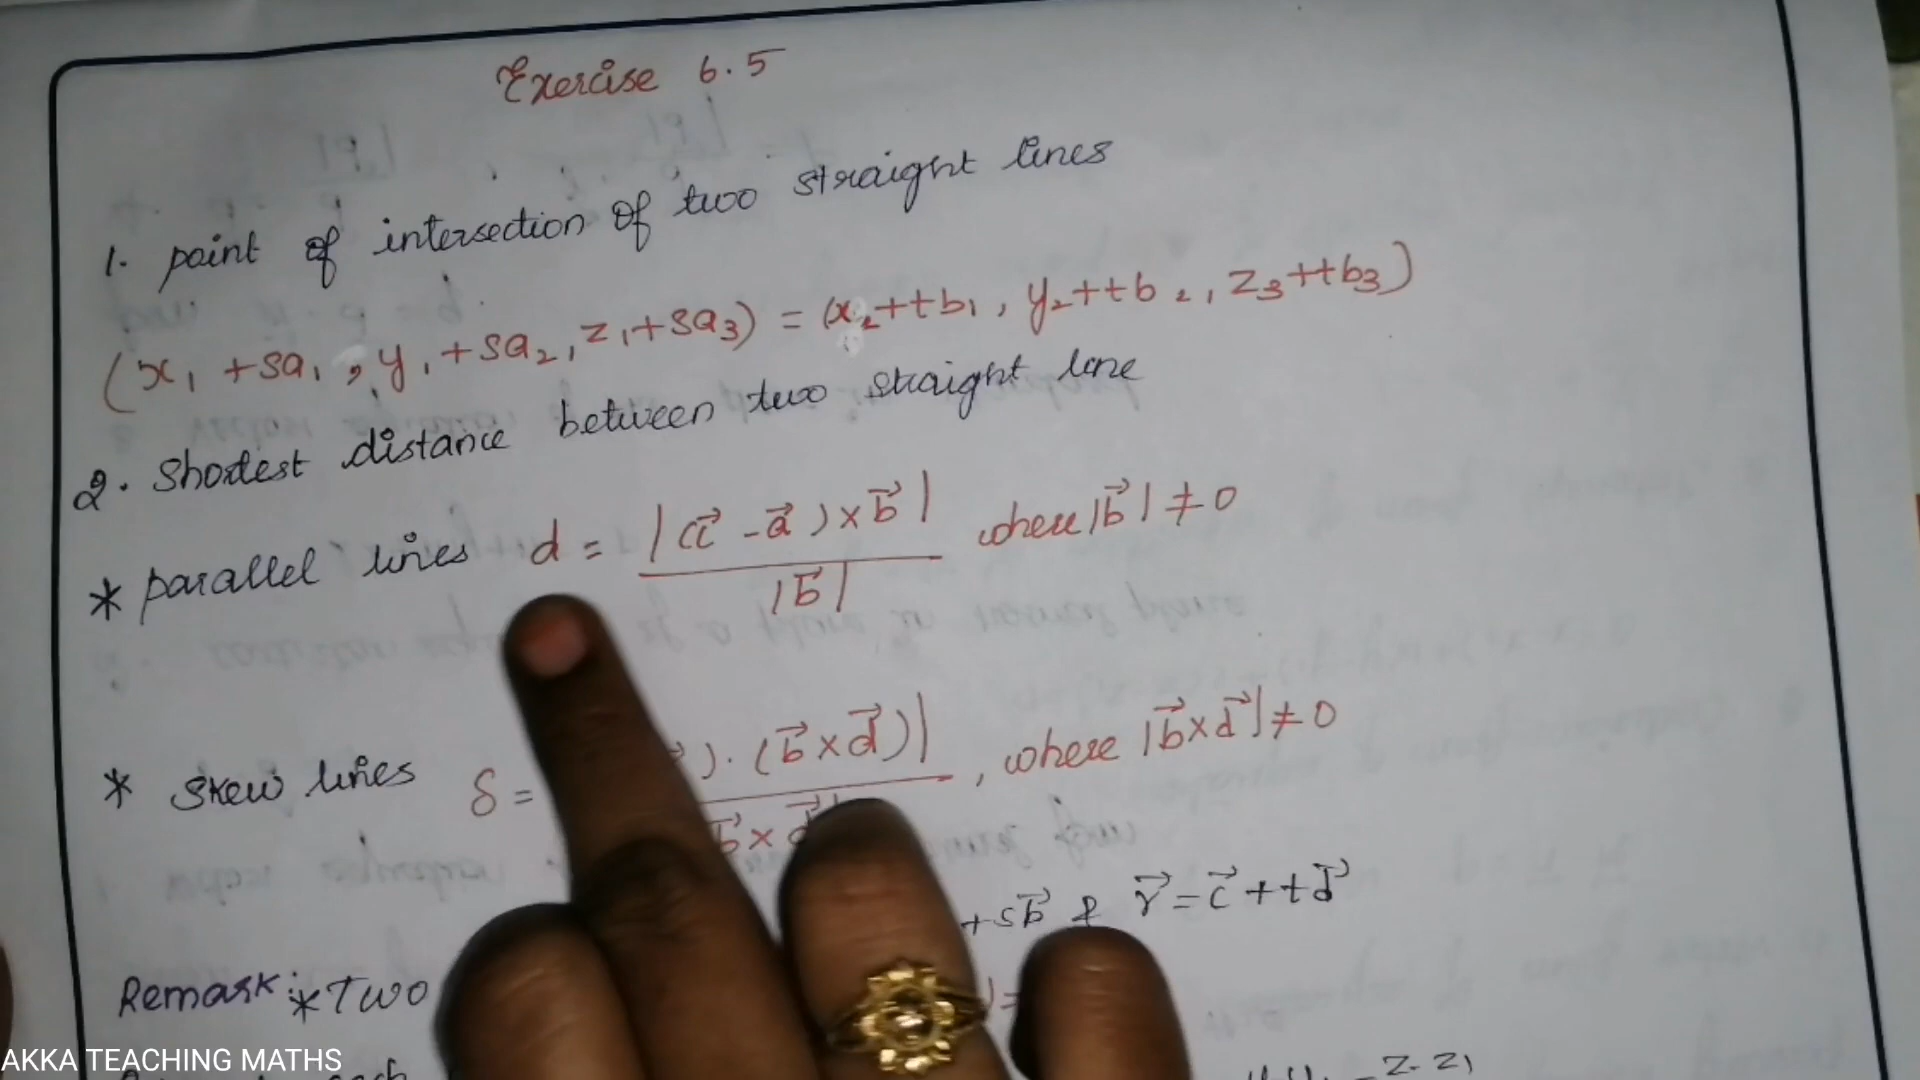 Exercise 6.5
1. point of intersection of two straight lines
(x₁ + sa₁, y₁ + sa₂, z₁ + sa₃) = (x₂ + tb₁, y₂ + tb₂, z₃ + tb₃)
2. Shortest distance between two straight line
* parallel lines d = |(c⃗ - a⃗) × b⃗| / |b⃗| where |b⃗| ≠ 0
* skew lines δ = ) · (b⃗ × d⃗)| / b⃗ × d⃗| , where |b⃗ × d⃗| ≠ 0
+ sb⃗ & r⃗ = c⃗ + td⃗
Remark: * Two ) =
z - z₁
AKKA TEACHING MATHS